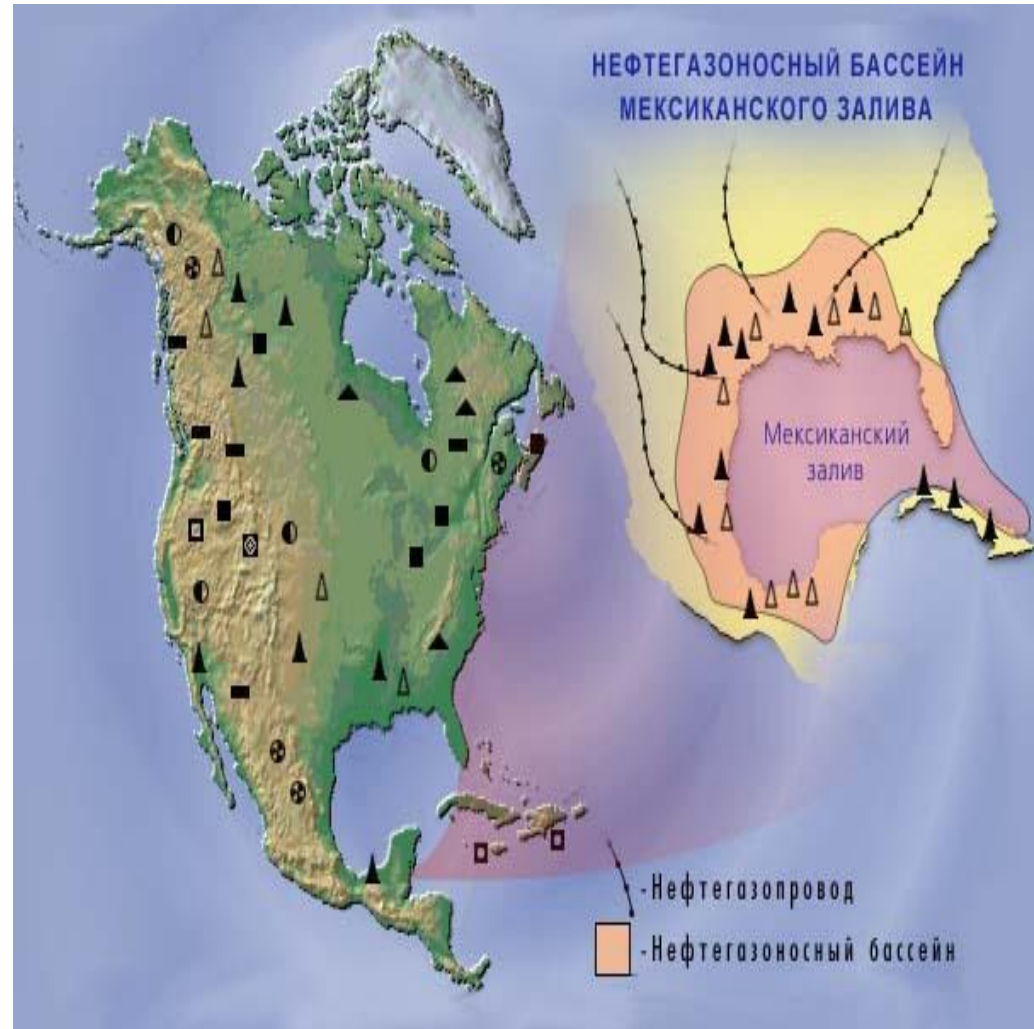 НЕФТЕГАЗОНОСНЫЙ БАССЕЙН
МЕКСИКАНСКОГО ЗАЛИВА
Мексиканский
залив
-Нефтегазопровод
-Нефтегазоносный бассейн